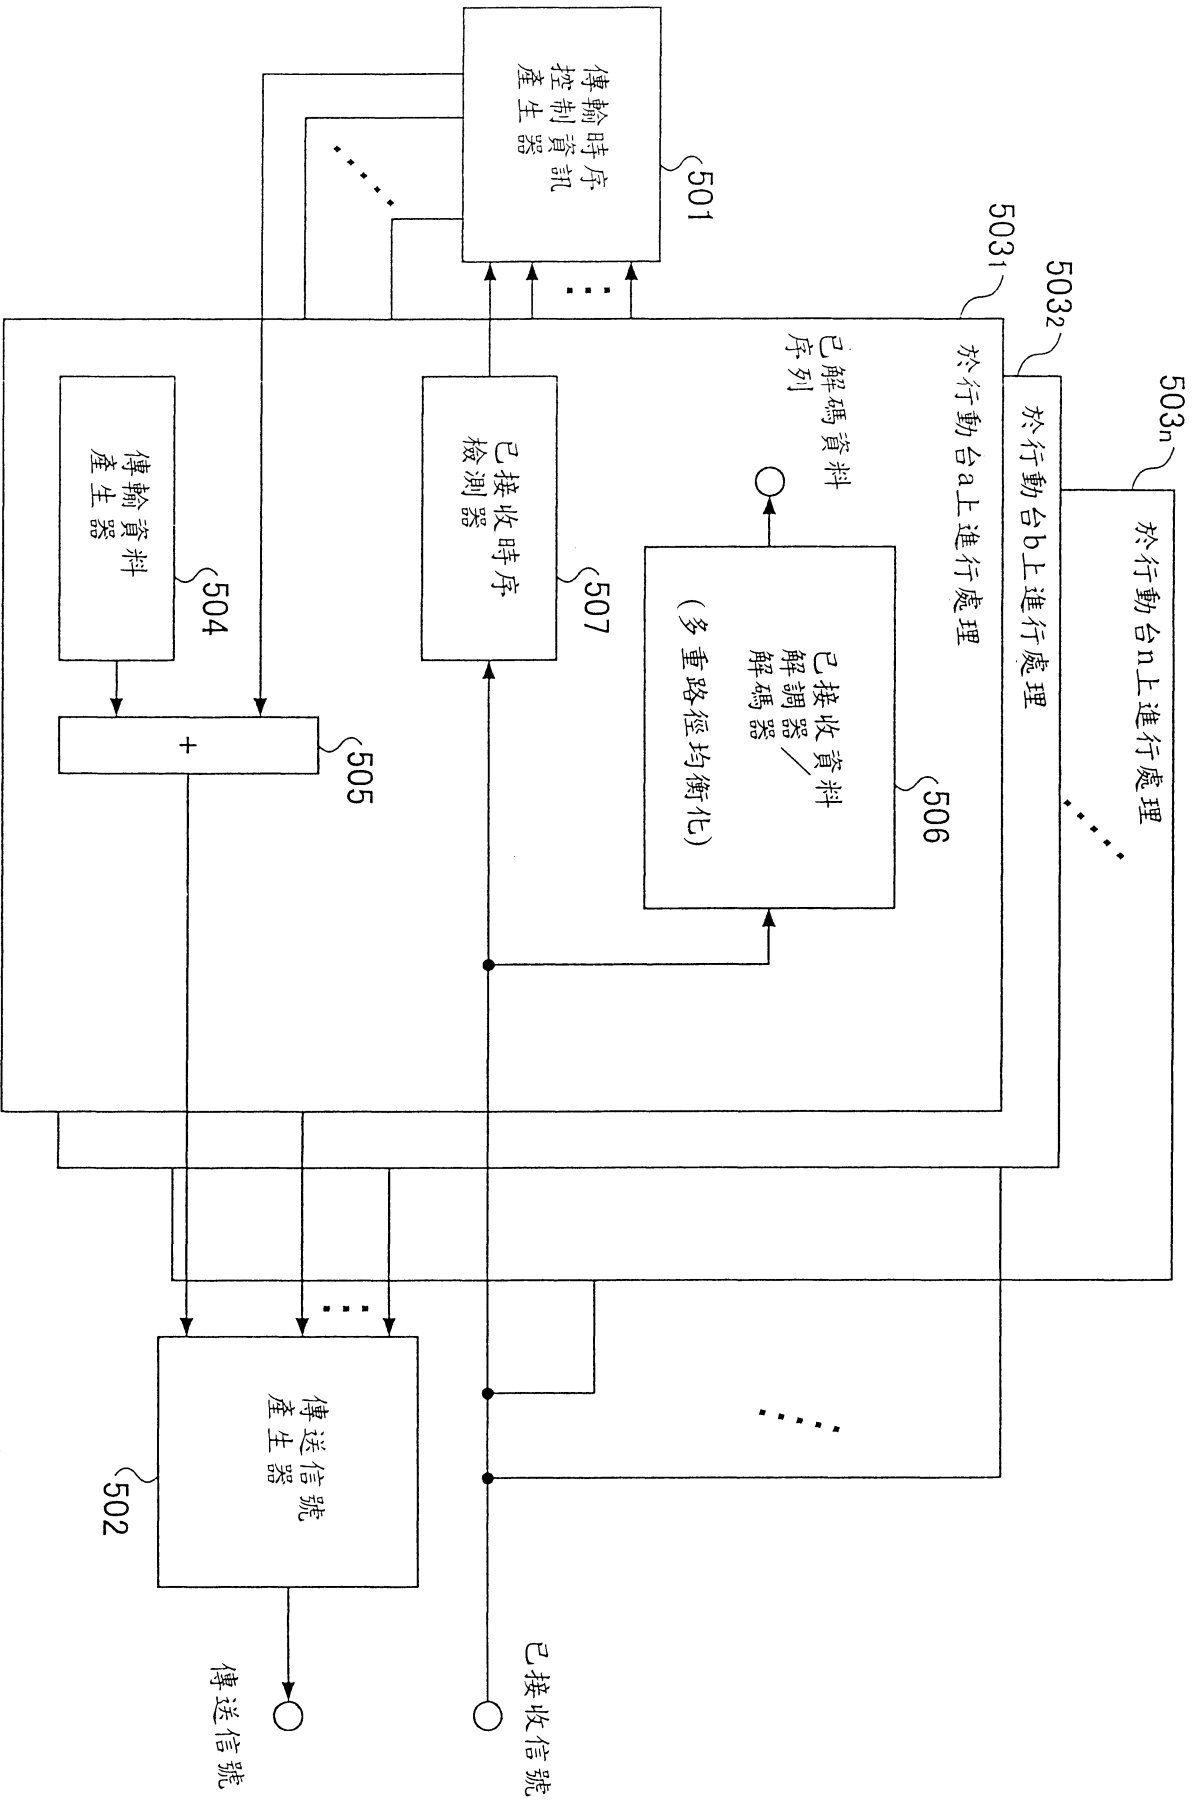 503n
於行動台n上進行處理
503₂
於行動台b上進行處理
503₁
於行動台a上進行處理
501
傳輸時序
控制資訊
產生器
已解碼資料
序列
506
已接收資料
解調器/
解碼器
(多重路徑均衡化)
507
已接收時序
檢測器
504
傳輸資料
產生器
505
+
502
傳送信號
產生器
已接收信號
傳送信號